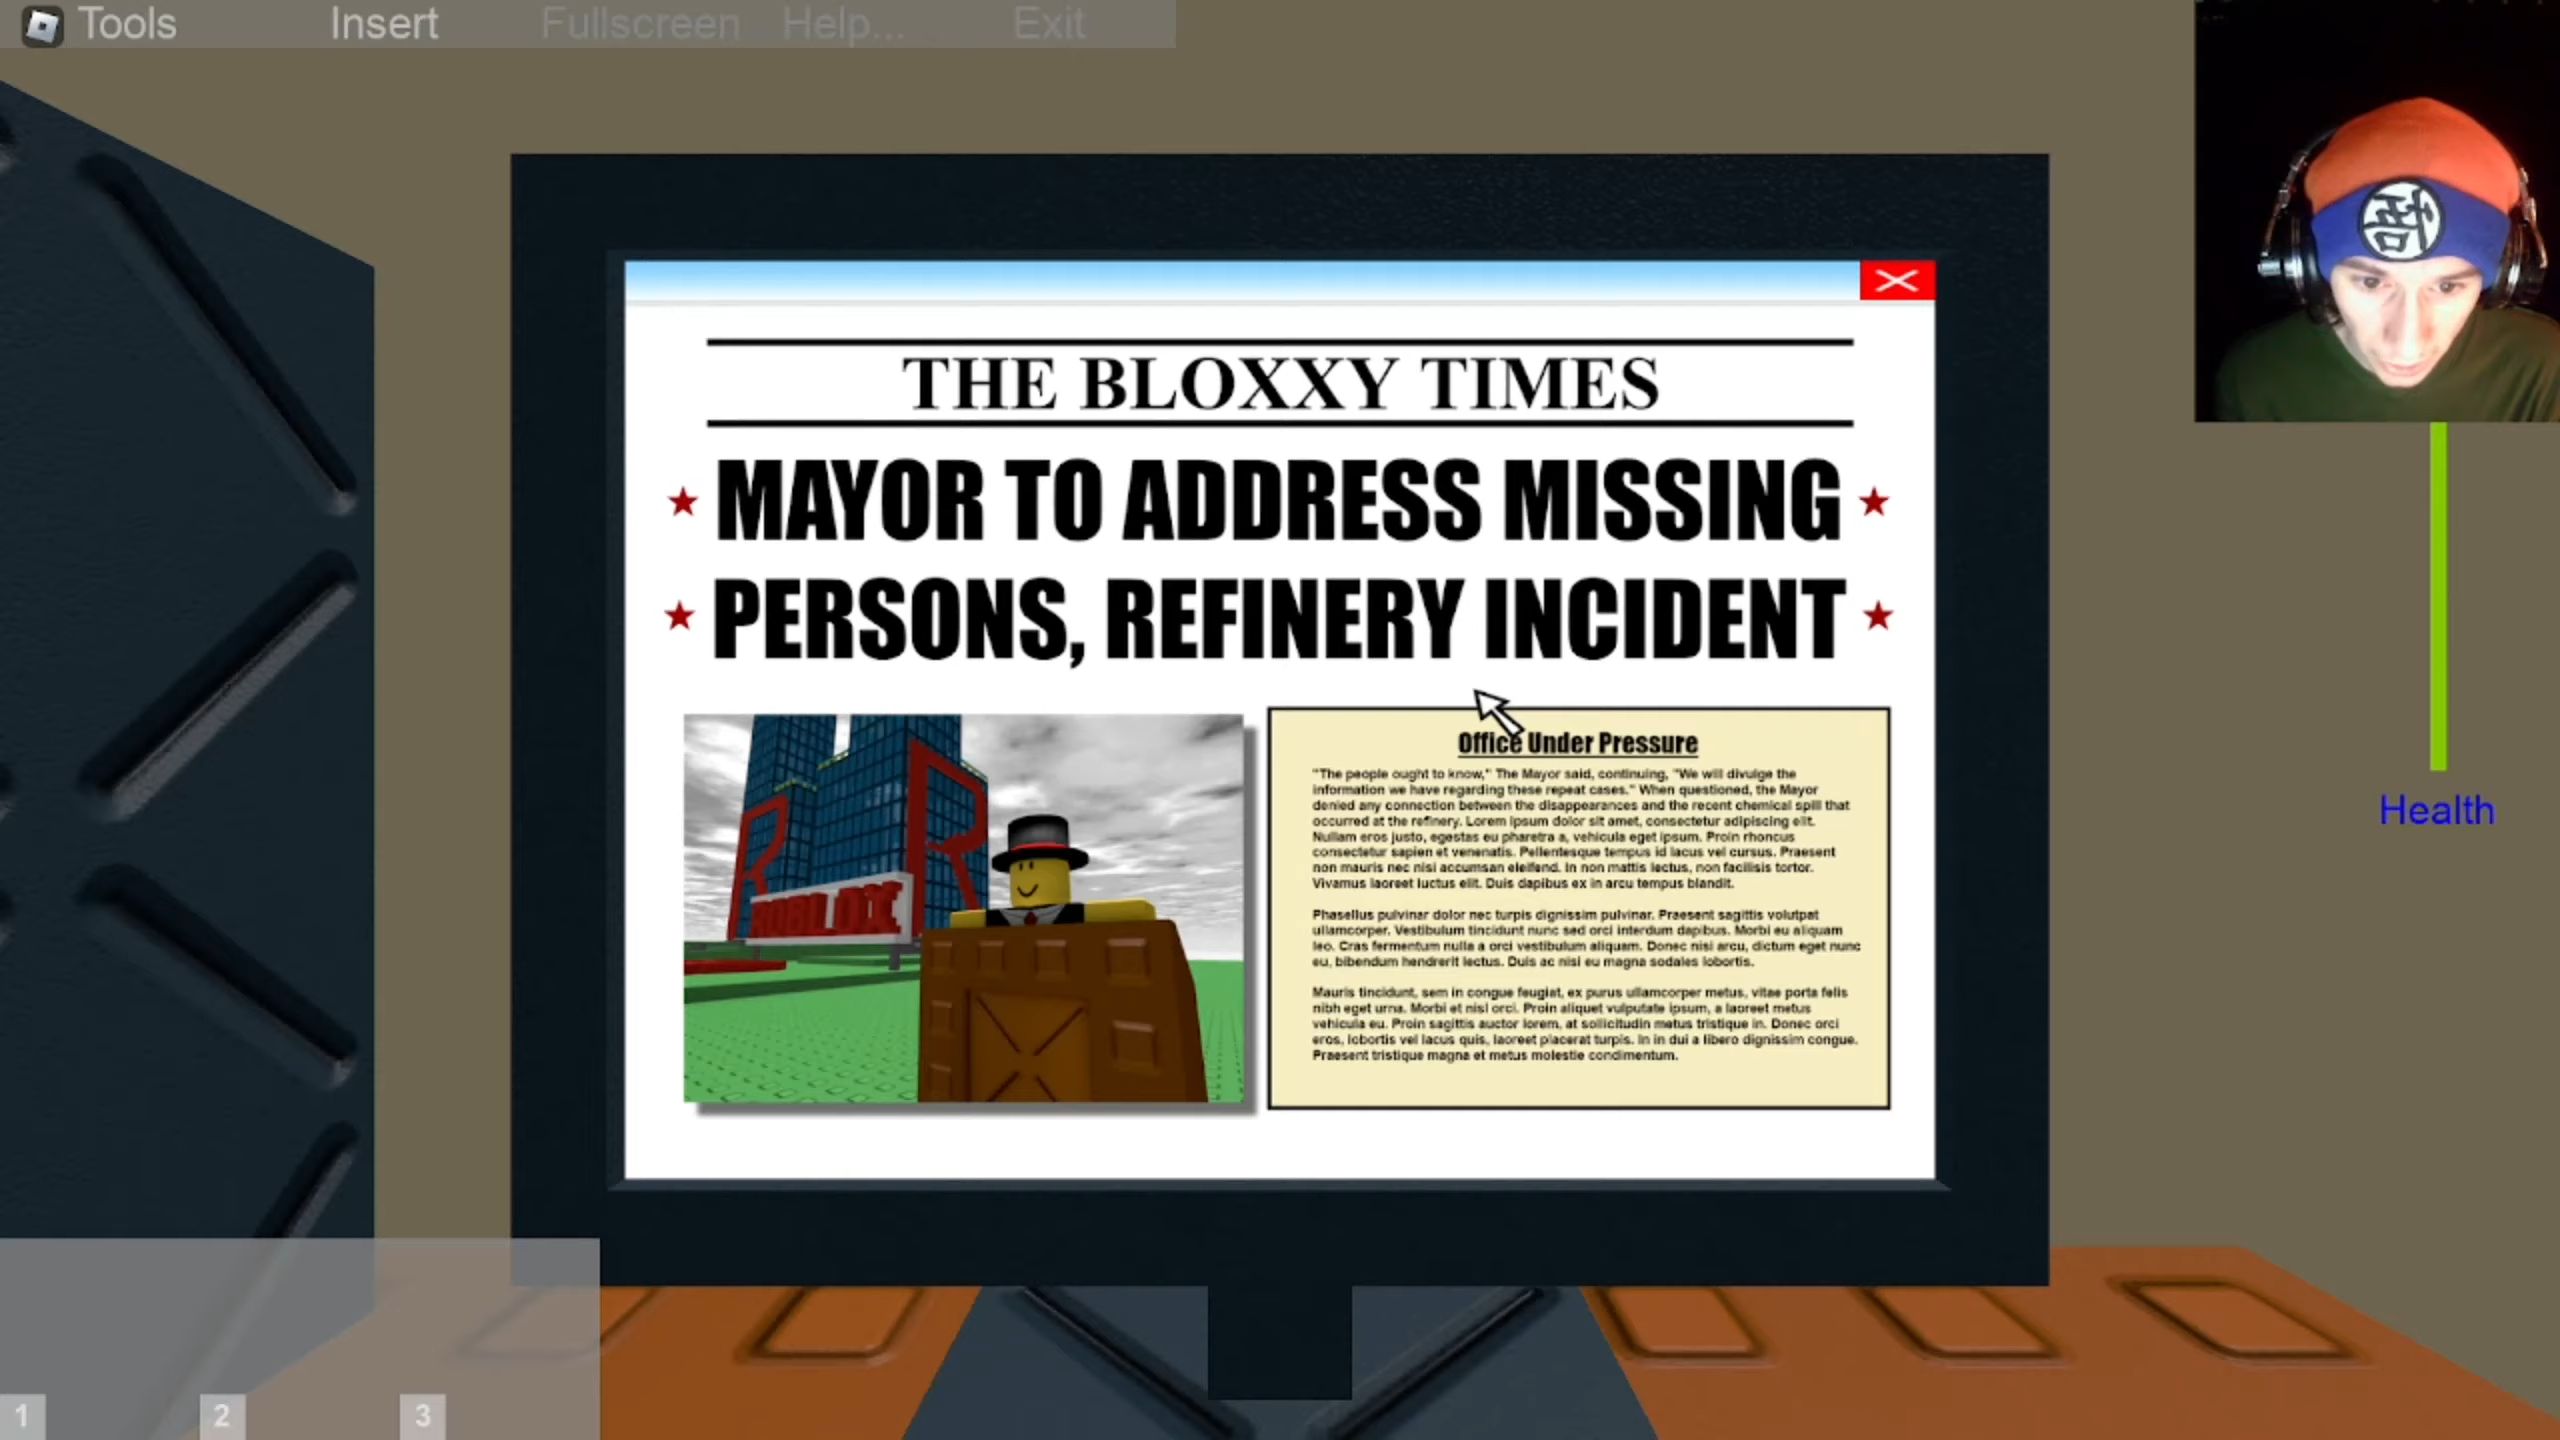 Tools Insert Fullscreen Help... Exit
悟
THE BLOXXY TIMES
MAYOR TO ADDRESS MISSING
PERSONS, REFINERY INCIDENT
Office Under Pressure
"The people ought to know," The Mayor said, continuing, "We will divulge the
information we have regarding these repeat cases." When questioned, the Mayor
denied any connection between the disappearances and the recent chemical spill that
occurred at the refinery. Lorem ipsum dolor sit amet, consectetur adipiscing elit.
Nullam eros justo, egestas eu pharetra a, vehicula eget ipsum. Proin rhoncus
consectetur sapien et venenatis. Pellentesque tempus id lacus vel cursus. Praesent
non mauris nec nisi accumsan eleifend. In non mattis lectus, non facilisis tortor.
Vivamus laoreet luctus elit. Duis dapibus ex in arcu tempus blandit.
Phasellus pulvinar dolor nec turpis dignissim pulvinar. Praesent sagittis volutpat
ullamcorper. Vestibulum tincidunt nunc sed orci interdum dapibus. Morbi eu aliquam
leo. Cras fermentum nulla a orci vestibulum aliquam. Donec nisi arcu, dictum eget nunc
eu, bibendum hendrerit lectus. Duis ac nisi eu magna sodales lobortis.
Mauris tincidunt, sem in congue feugiat, ex purus ullamcorper metus, vitae porta felis
nibh eget urna. Morbi et nisl orci. Proin aliquet vulputate ipsum, a laoreet metus
vehicula eu. Proin sagittis auctor lorem, at sollicitudin metus tristique in. Donec orci
eros, lobortis vel lacus quis, laoreet placerat turpis. In in dui a libero dignissim congue.
Praesent tristique magna et metus molestie condimentum.
R R
ROBLOX
Health
1 2 3